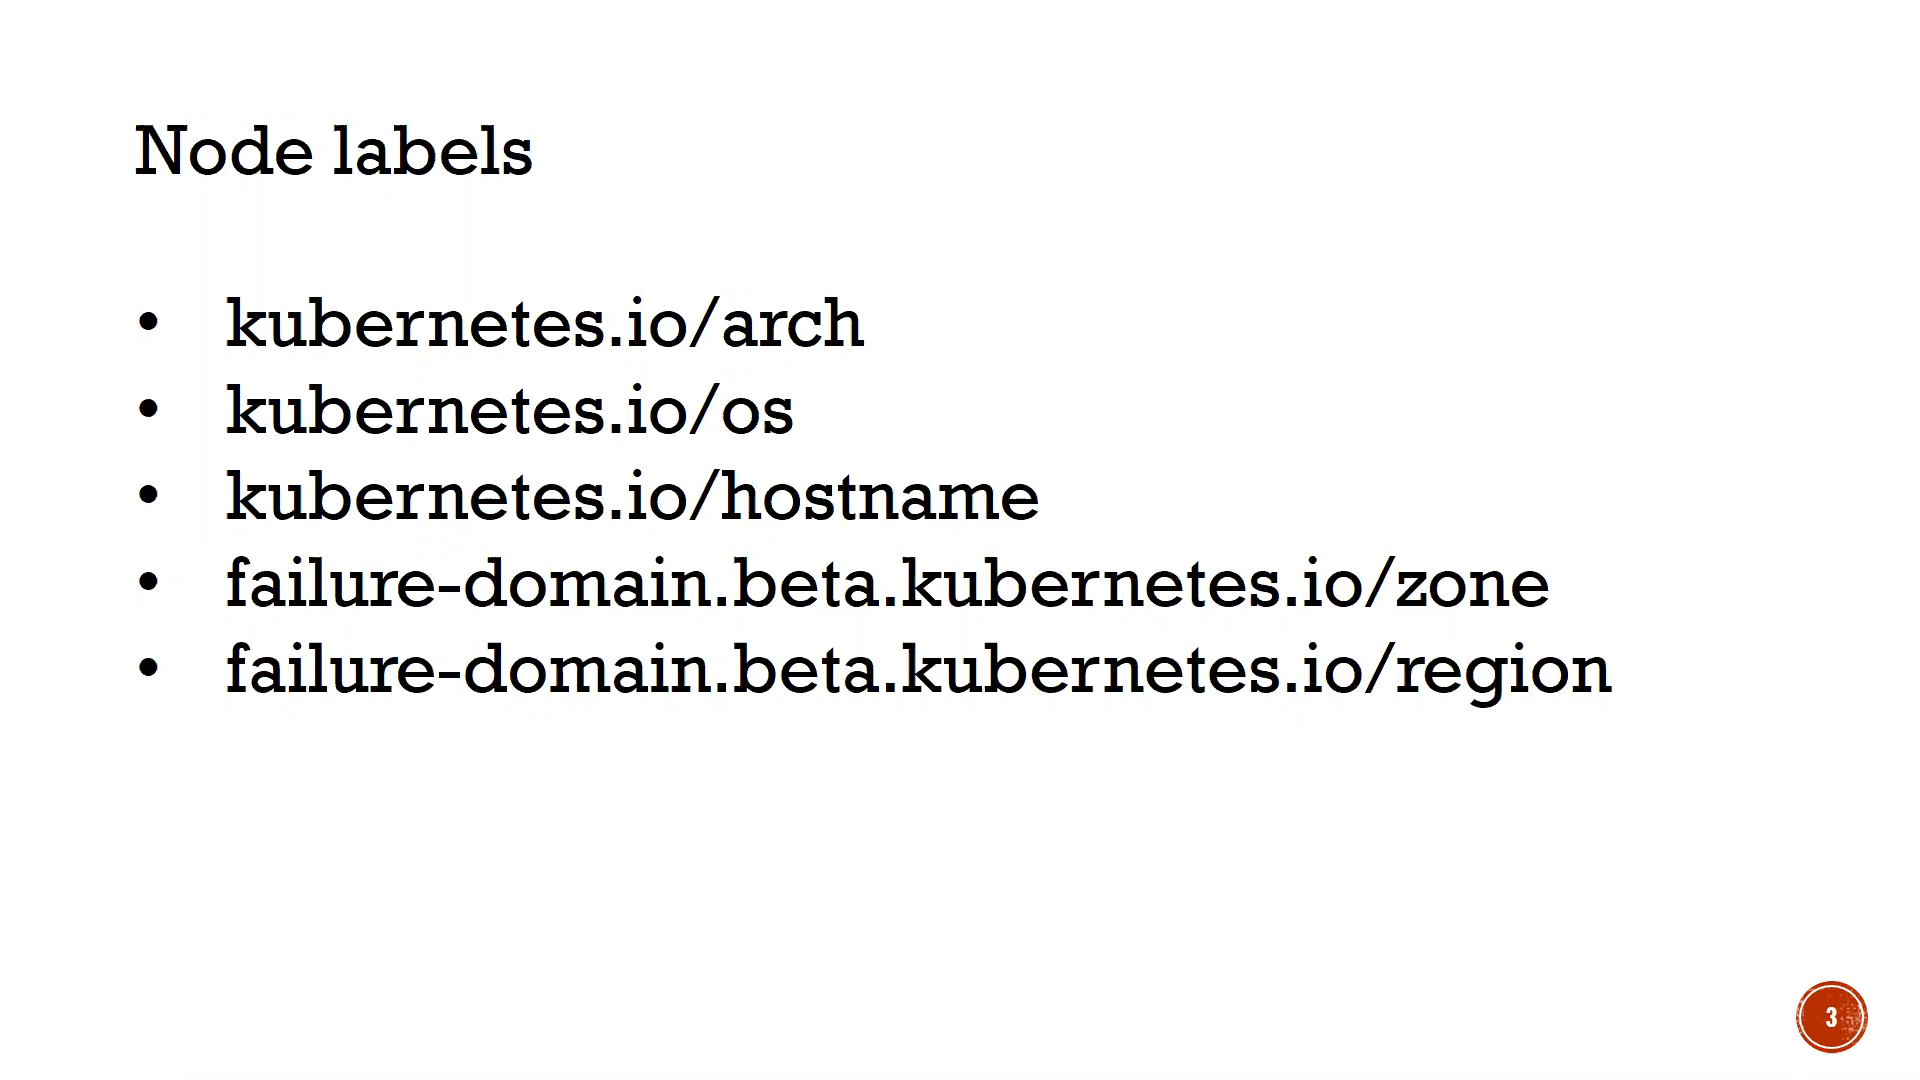 Node labels
• kubernetes.io/arch
• kubernetes.io/os
• kubernetes.io/hostname
• failure-domain.beta.kubernetes.io/zone
• failure-domain.beta.kubernetes.io/region
3